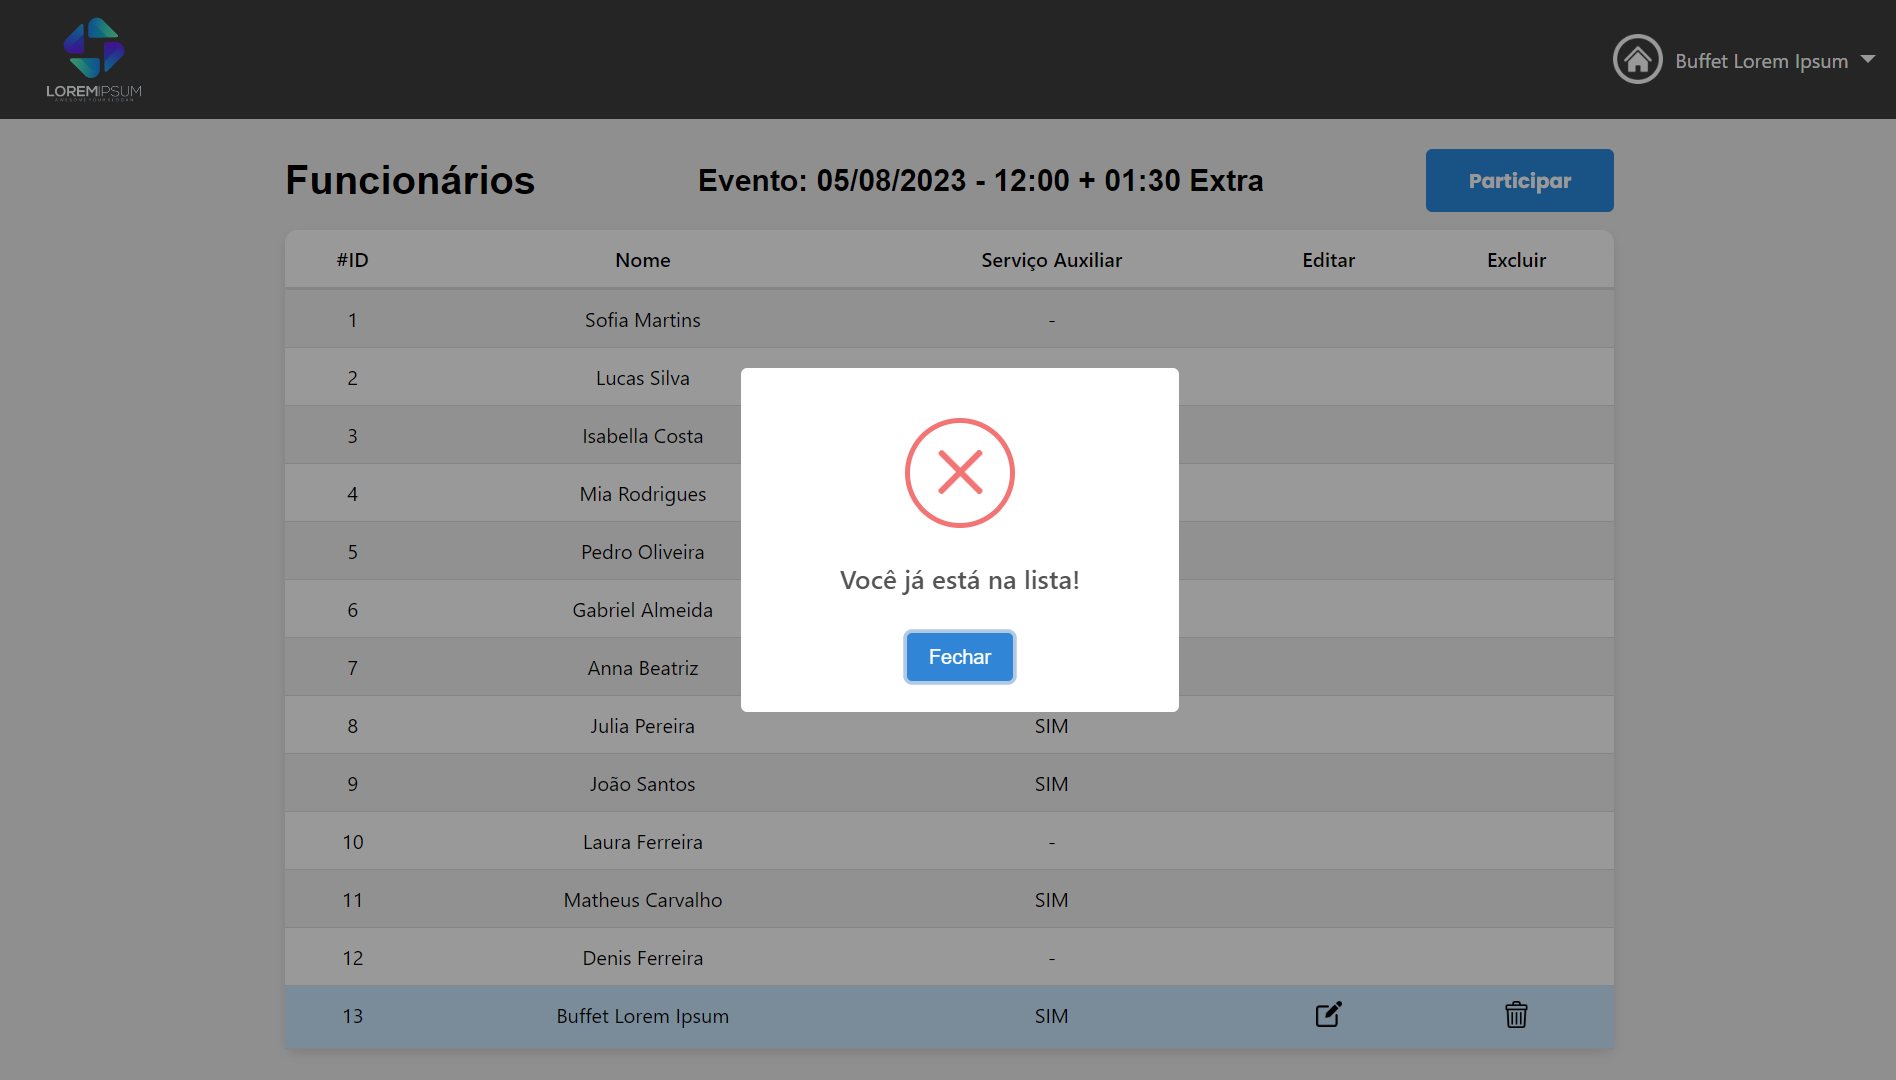 LOREMIPSUM
Buffet Lorem Ipsum
Funcionários
Evento: 05/08/2023 - 12:00 + 01:30 Extra
Participar
#ID Nome Serviço Auxiliar Editar Excluir
1 Sofia Martins -
2 Lucas Silva
3 Isabella Costa
4 Mia Rodrigues
5 Pedro Oliveira
6 Gabriel Almeida
7 Anna Beatriz
Você já está na lista!
Fechar
8 Julia Pereira SIM
9 João Santos SIM
10 Laura Ferreira -
11 Matheus Carvalho SIM
12 Denis Ferreira -
13 Buffet Lorem Ipsum SIM